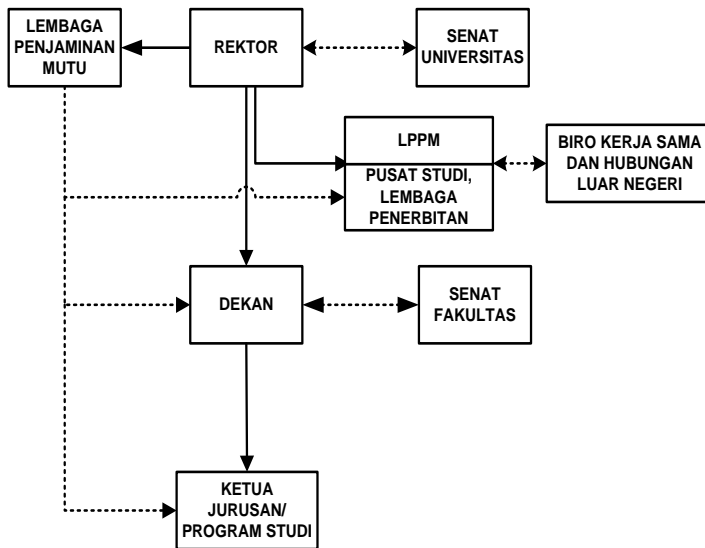 LEMBAGA
PENJAMINAN
MUTU
REKTOR
SENAT
UNIVERSITAS
LPPM
PUSAT STUDI,
LEMBAGA
PENERBITAN
BIRO KERJA SAMA
DAN HUBUNGAN
LUAR NEGERI
DEKAN
SENAT
FAKULTAS
KETUA
JURUSAN/
PROGRAM STUDI